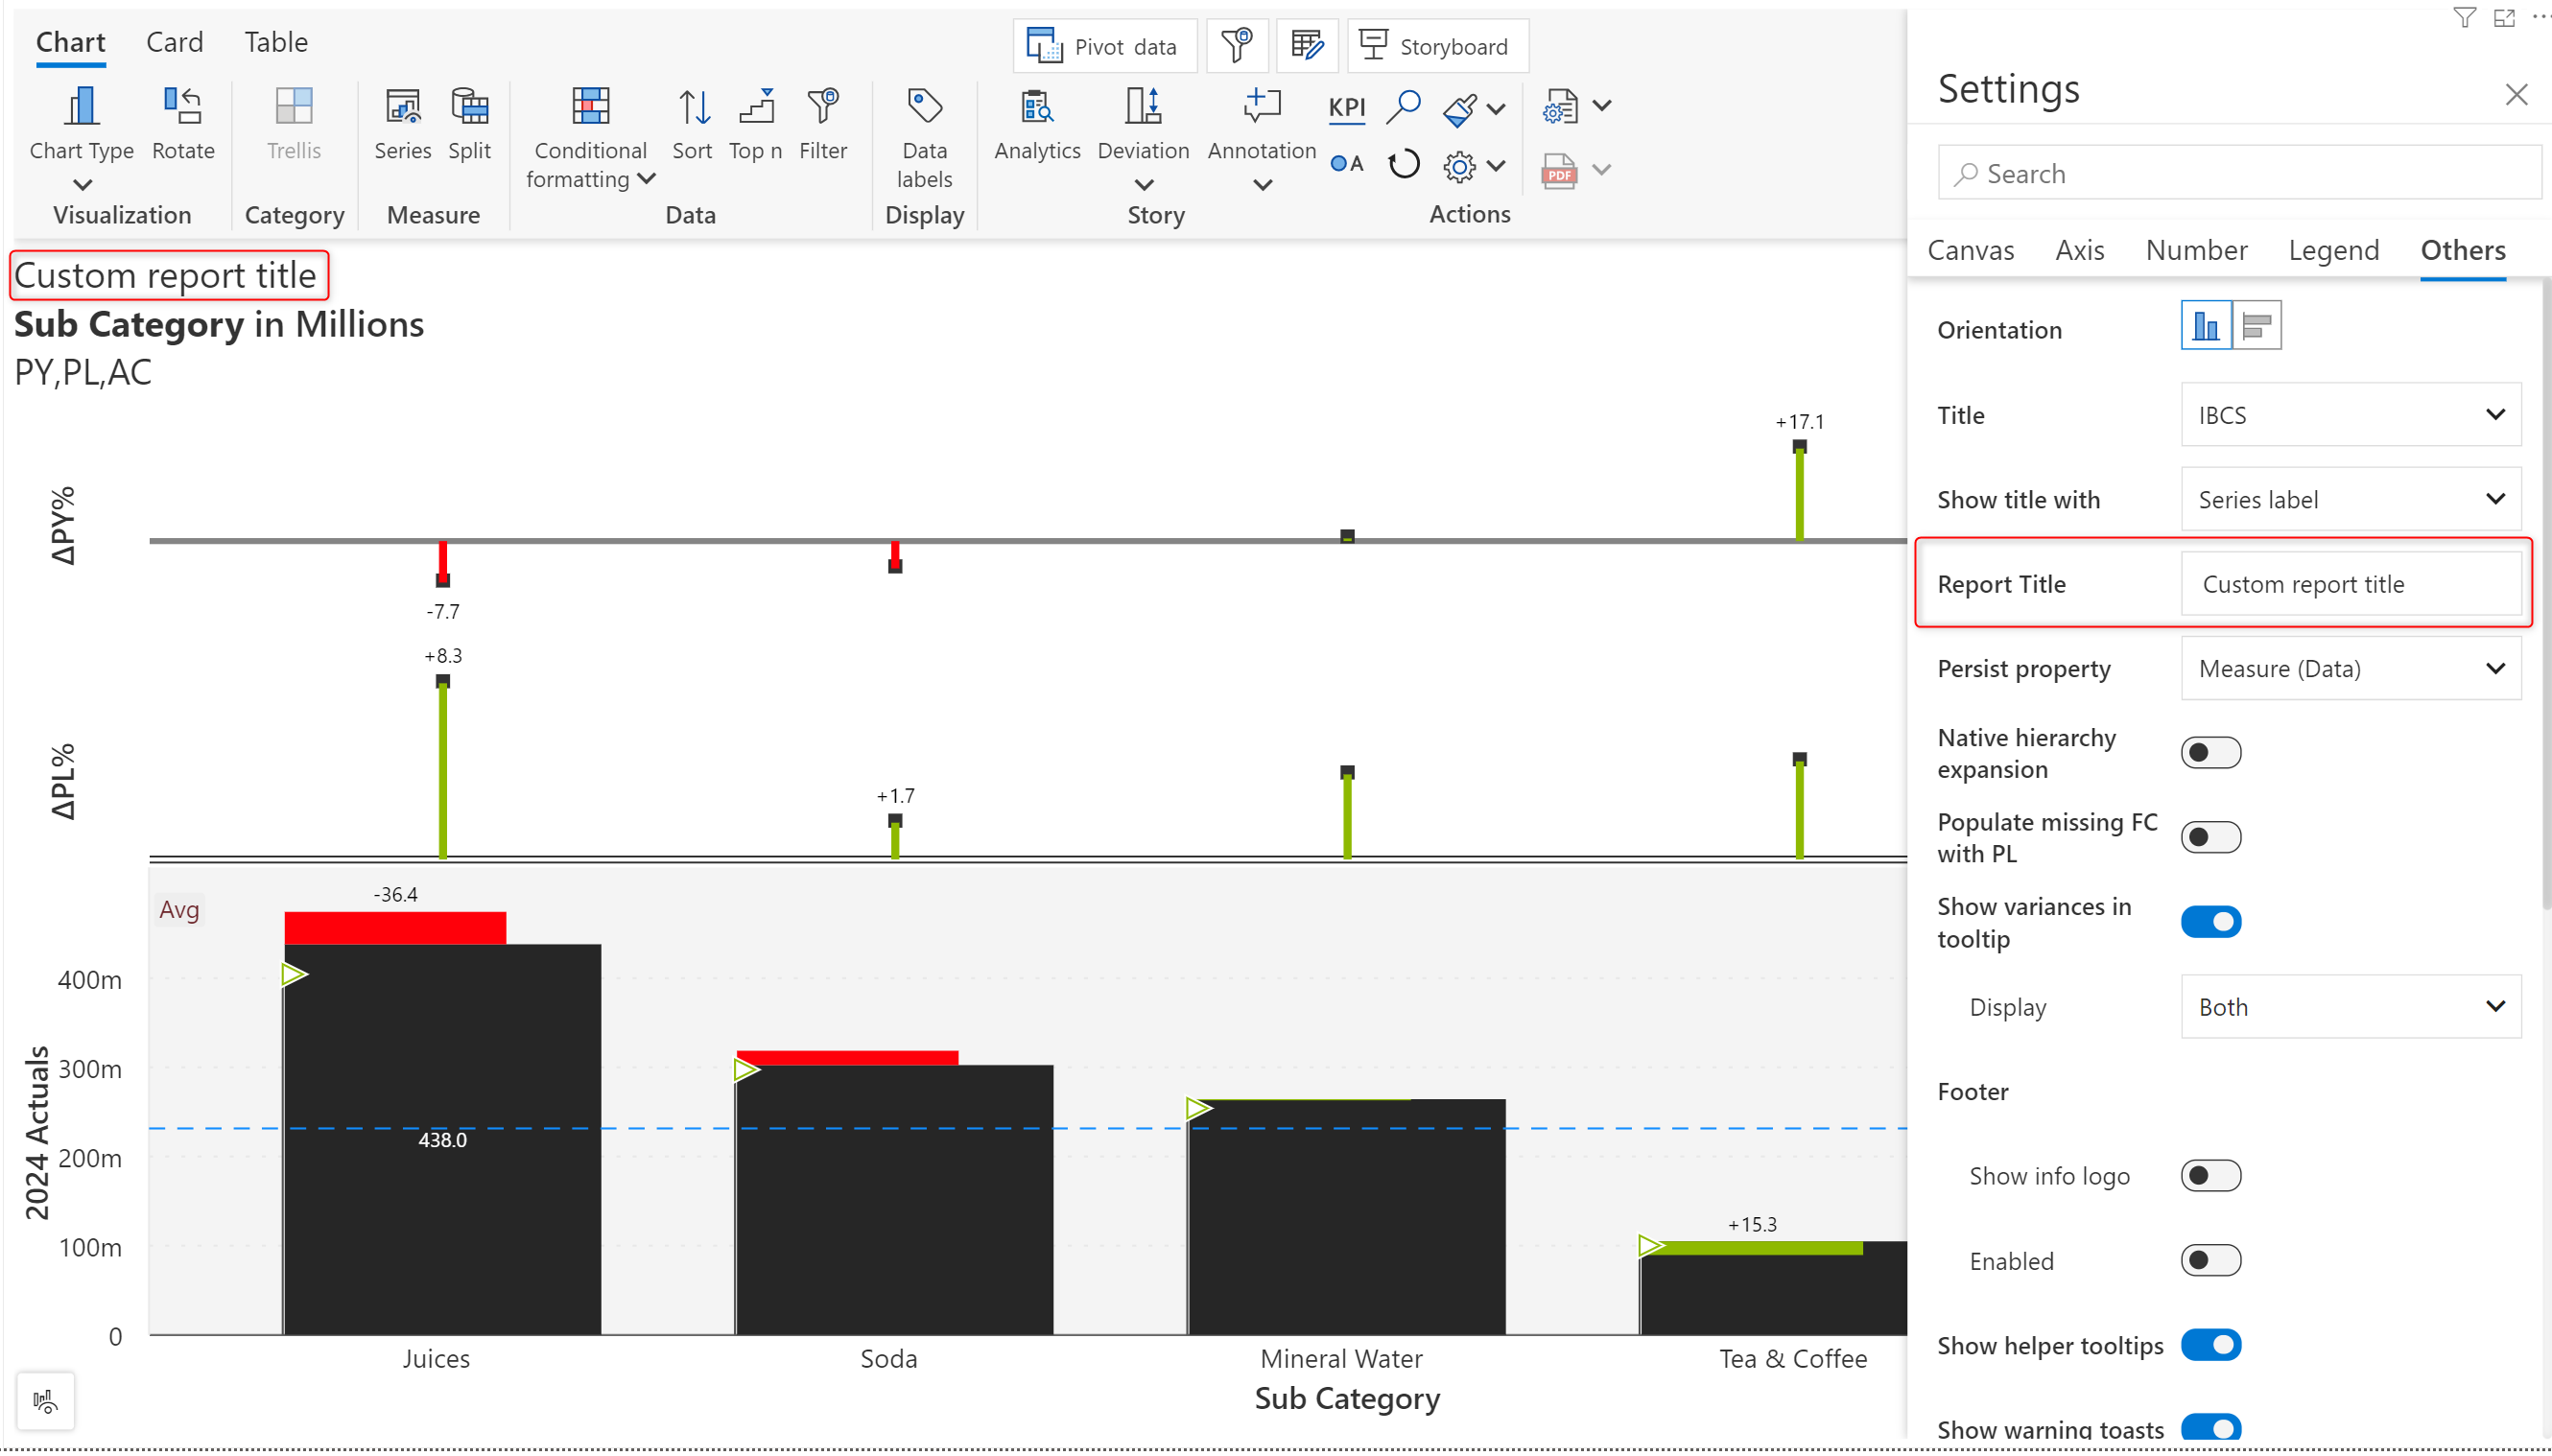 Chart Card Table
Pivot data
Storyboard
Chart Type
Rotate
Trellis
Series
Split
Conditional formatting
Sort
Top n
Filter
Data labels
Analytics
Deviation
Annotation
KPI
A
PDF
Visualization
Category
Measure
Data
Display
Story
Actions
Custom report title
Sub Category in Millions
PY,PL,AC
ΔPY%
+17.1
-7.7
ΔPL%
+8.3
+1.7
2024 Actuals
Avg
-36.4
400m
300m
438.0
200m
+15.3
100m
0
Juices
Soda
Mineral Water
Tea & Coffee
Sub Category
Settings
Search
Canvas Axis Number Legend Others
Orientation
Title IBCS
Show title with Series label
Report Title Custom report title
Persist property Measure (Data)
Native hierarchy
expansion
Populate missing FC
with PL
Show variances in
tooltip
Display Both
Footer
Show info logo
Enabled
Show helper tooltips
Show warning toasts